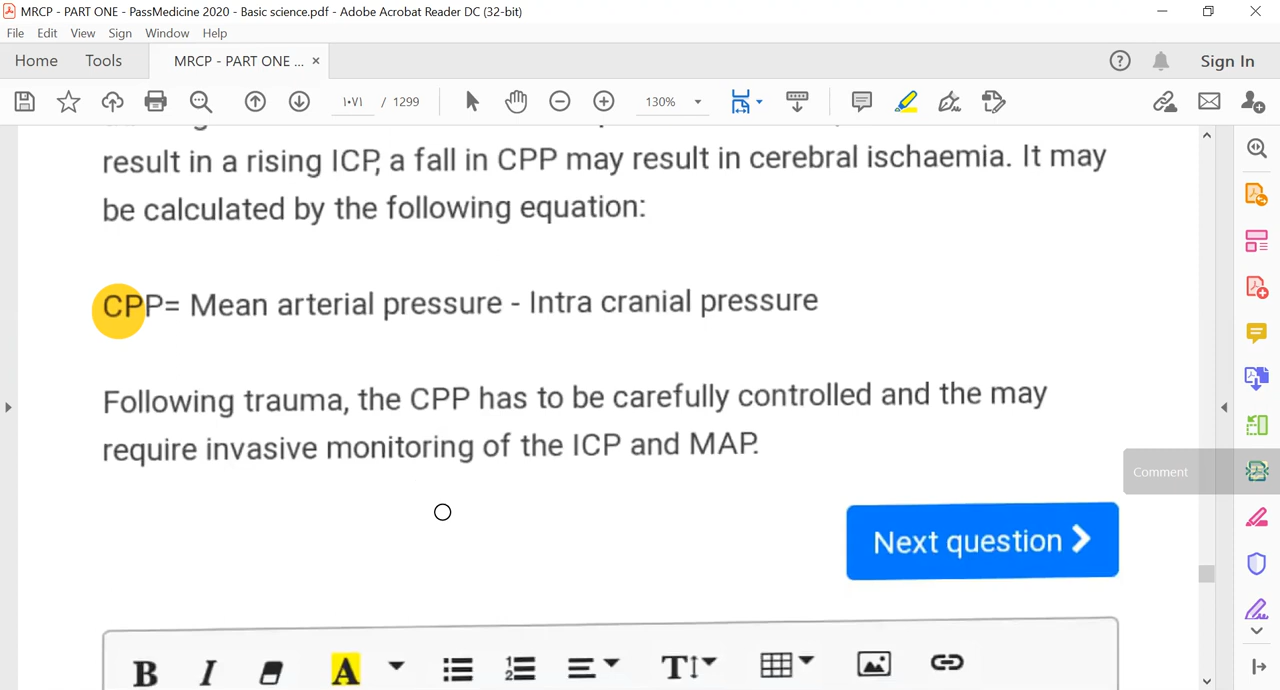 MRCP - PART ONE - PassMedicine 2020 - Basic science.pdf - Adobe Acrobat Reader DC (32-bit)
File Edit View Sign Window Help
Home Tools MRCP - PART ONE ... × Sign In
١٠٧١ / 1299 130%
result in a rising ICP, a fall in CPP may result in cerebral ischaemia. It may
be calculated by the following equation:
CPP= Mean arterial pressure - Intra cranial pressure
Following trauma, the CPP has to be carefully controlled and the may
require invasive monitoring of the ICP and MAP.
Comment
Next question
B I A T